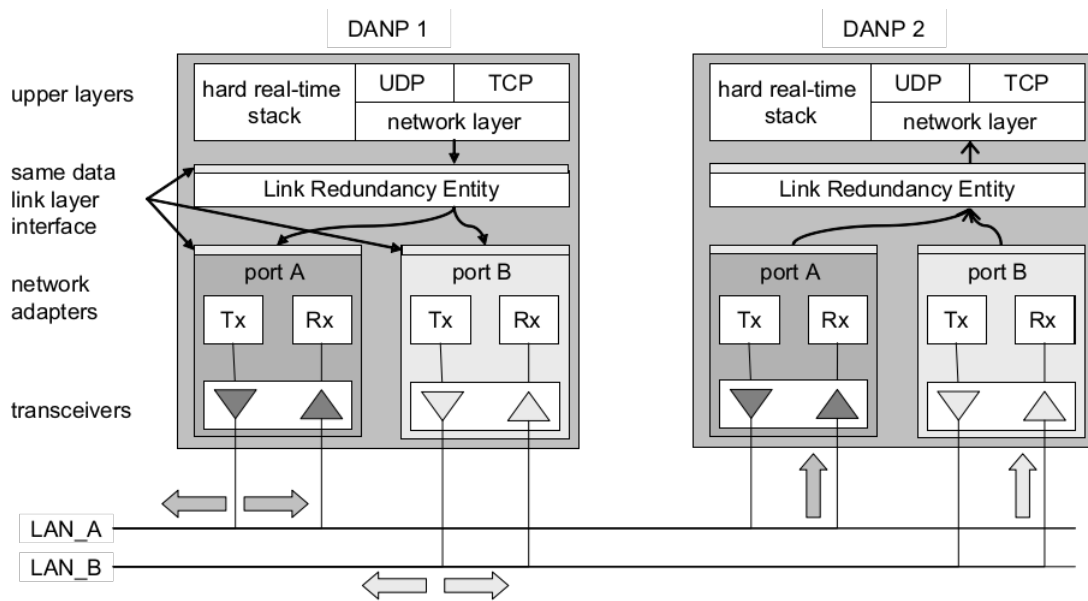 DANP 1
DANP 2
upper layers
hard real-time
stack
UDP
TCP
network layer
hard real-time
stack
UDP
TCP
network layer
same data
link layer
interface
Link Redundancy Entity
Link Redundancy Entity
network
adapters
port A
port B
port A
port B
Tx
Rx
Tx
Rx
Tx
Rx
Tx
Rx
transceivers
LAN_A
LAN_B